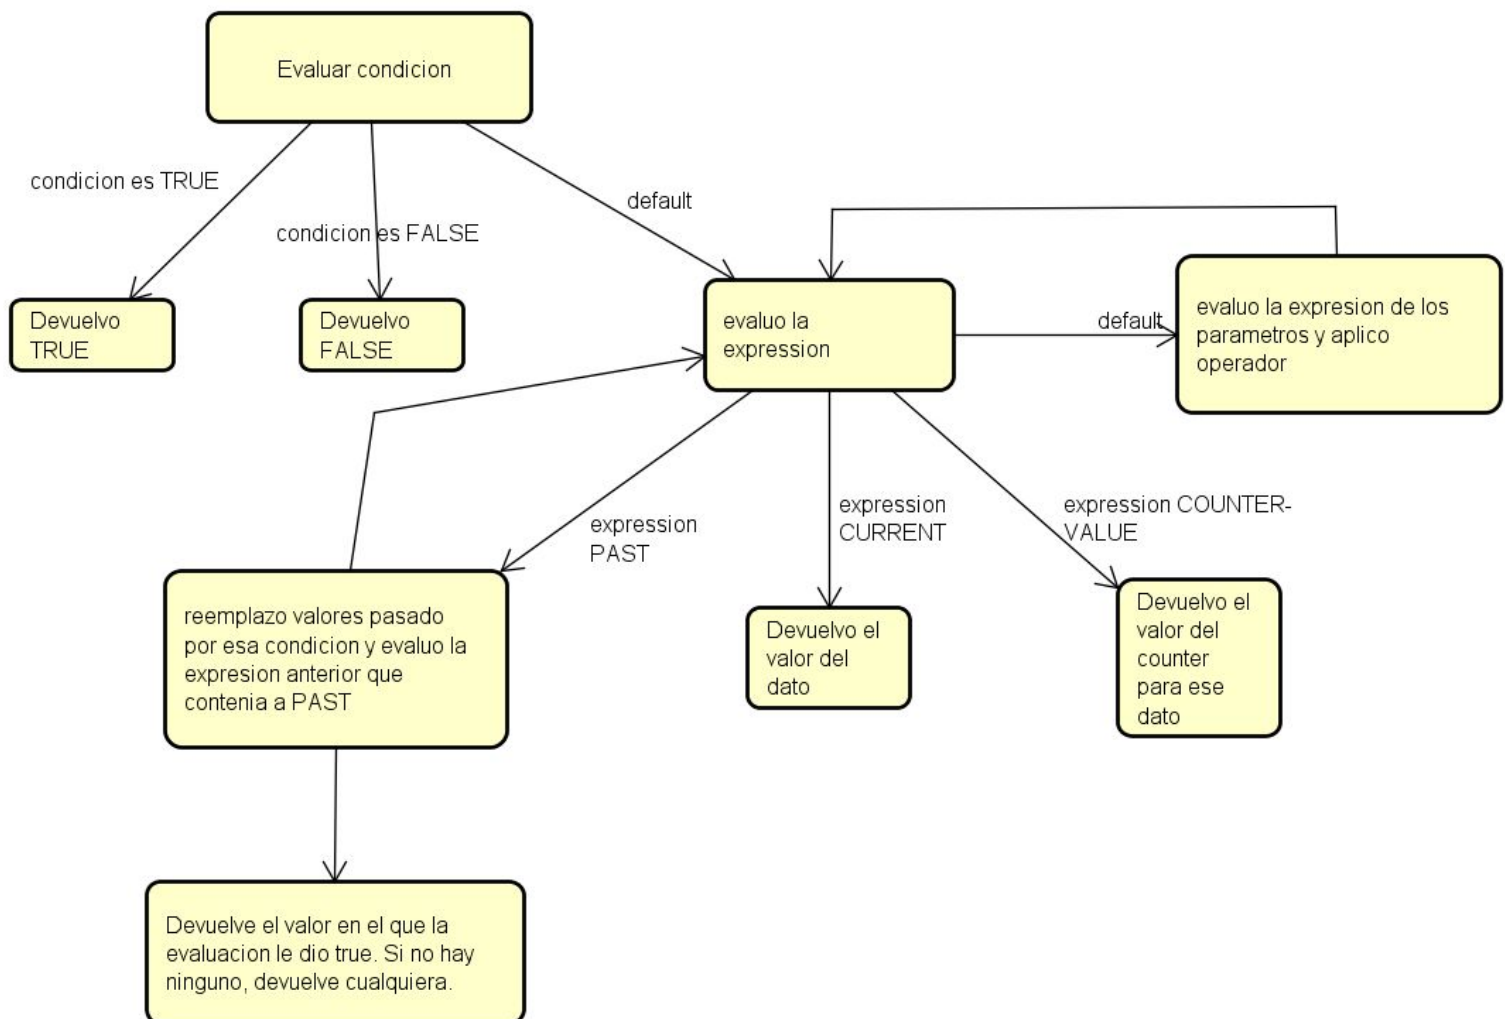 Evaluar condicion
condicion es TRUE
condicion es FALSE
default
Devuelvo
TRUE
Devuelvo
FALSE
evaluo la
expression
default
evaluo la expresion de los
parametros y aplico
operador
expression
PAST
expression
CURRENT
expression COUNTER-
VALUE
reemplazo valores pasado
por esa condicion y evaluo la
expresion anterior que
contenia a PAST
Devuelvo el
valor del
dato
Devuelvo el
valor del
counter
para ese
dato
Devuelve el valor en el que la
evaluacion le dio true. Si no hay
ninguno, devuelve cualquiera.